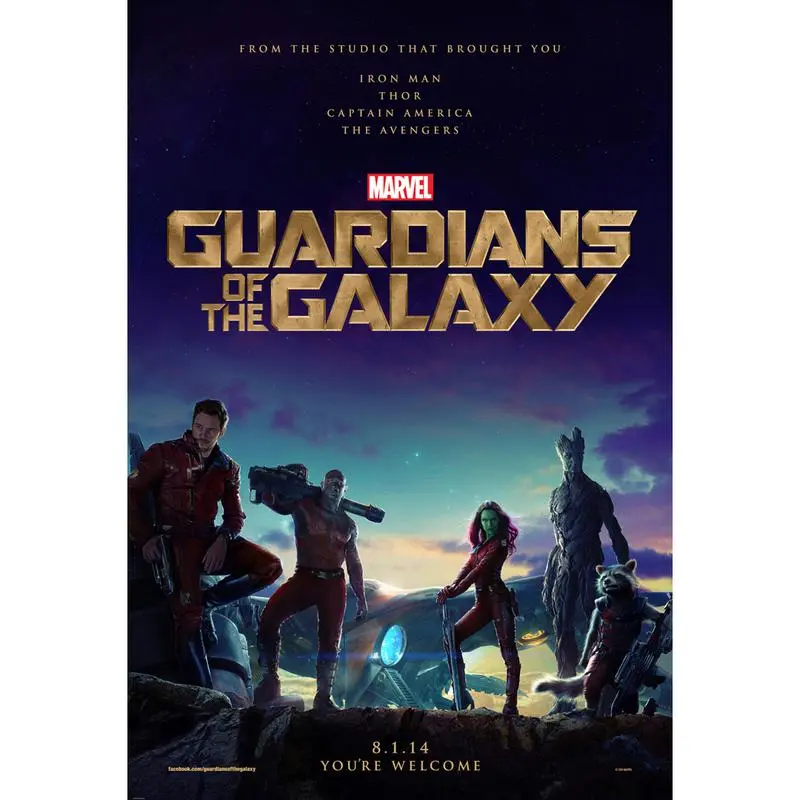 FROM THE STUDIO THAT BROUGHT YOU
IRON MAN
THOR
CAPTAIN AMERICA
THE AVENGERS
MARVEL
GUARDIANS
OF THE GALAXY
8.1.14
YOU'RE WELCOME
facebook.com/guardiansofthegalaxy